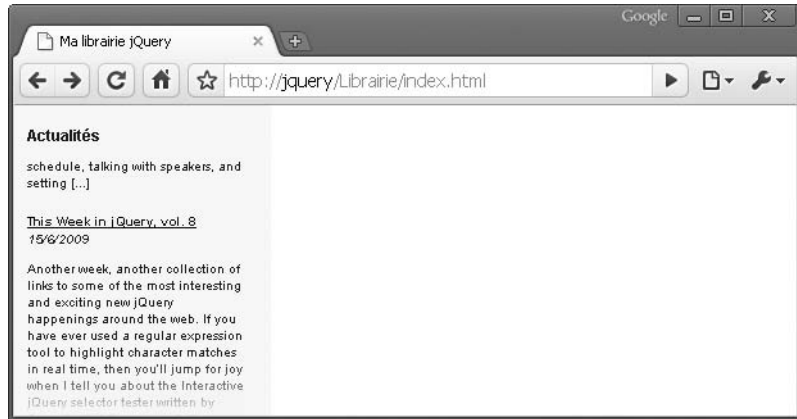 Google
Ma librairie jQuery
http://jquery/Librairie/index.html
Actualités
schedule, talking with speakers, and
setting [...]
This Week in jQuery, vol. 8
15/6/2009
Another week, another collection of
links to some of the most interesting
and exciting new jQuery
happenings around the web. If you
have ever used a regular expression
tool to highlight character matches
in real time, then you'll jump for joy
when I tell you about the Interactive
jQuery selector tester written by